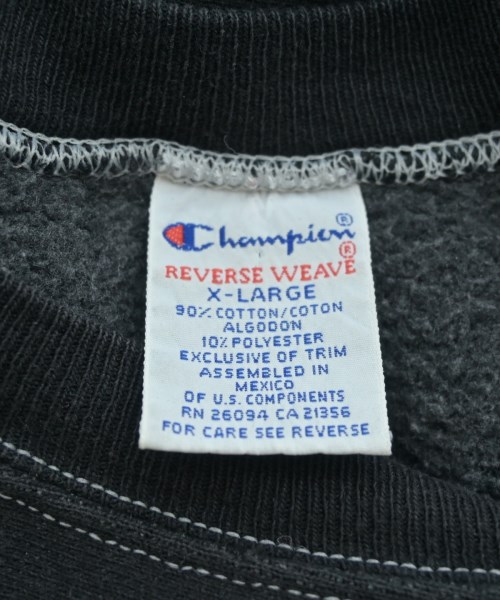 Champion®
REVERSE WEAVE®
X-LARGE
90% COTTON/COTON
ALGODON
10% POLYESTER
EXCLUSIVE OF TRIM
ASSEMBLED IN
MEXICO
OF U.S. COMPONENTS
RN 26094 CA 21356
FOR CARE SEE REVERSE